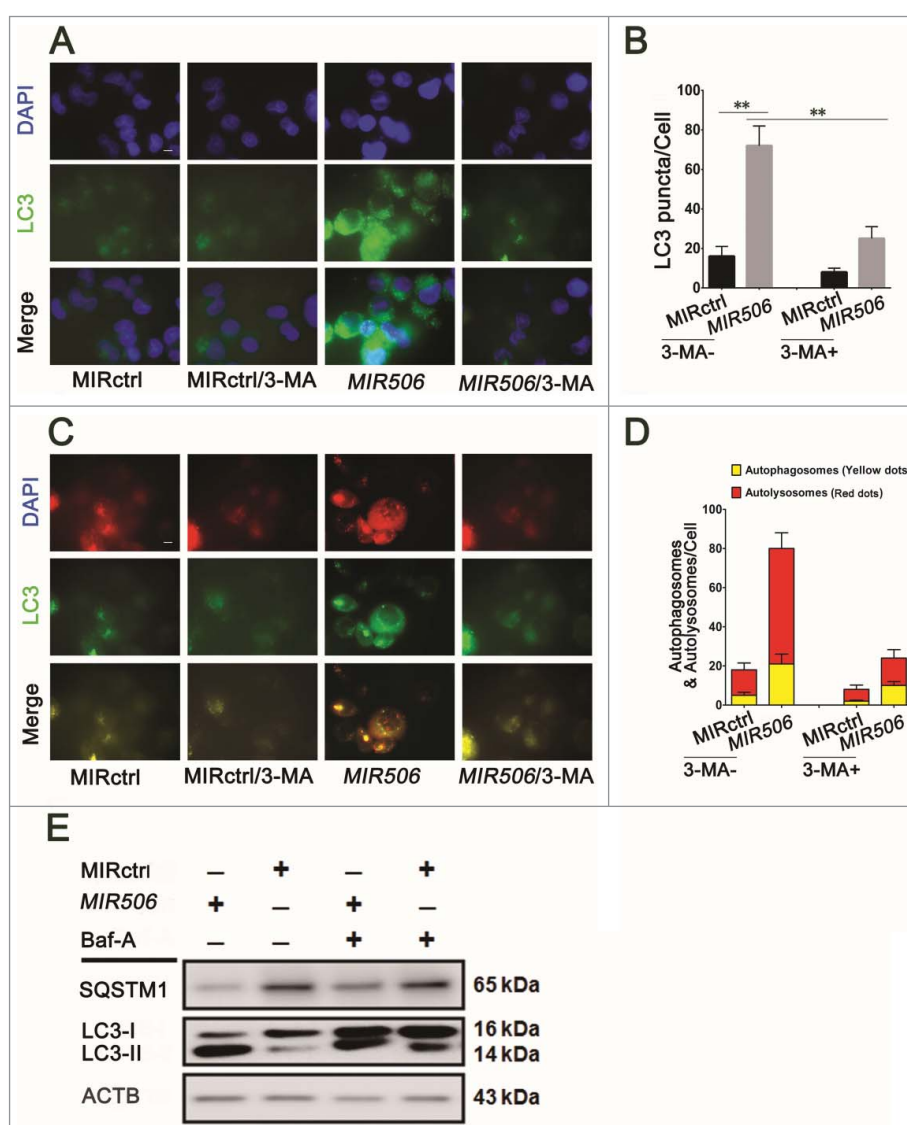 A
DAPI
LC3
Merge
MIRctrl MIRctrl/3-MA MIR506 MIR506/3-MA
B
LC3 puncta/Cell
100
80
60
40
20
0
** **
MIRctrl MIR506 MIRctrl MIR506
3-MA- 3-MA+
C
DAPI
LC3
Merge
MIRctrl MIRctrl/3-MA MIR506 MIR506/3-MA
D
Autophagosomes (Yellow dots
Autolysosomes (Red dots)
Autophagosomes
& Autolysosomes/Cell
100
80
60
40
20
0
MIRctrl MIR506 MIRctrl MIR506
3-MA- 3-MA+
E
MIRctrl – + – +
MIR506 + – + –
Baf-A – – + +
SQSTM1 65 kDa
LC3-I 16 kDa
LC3-II 14 kDa
ACTB 43 kDa